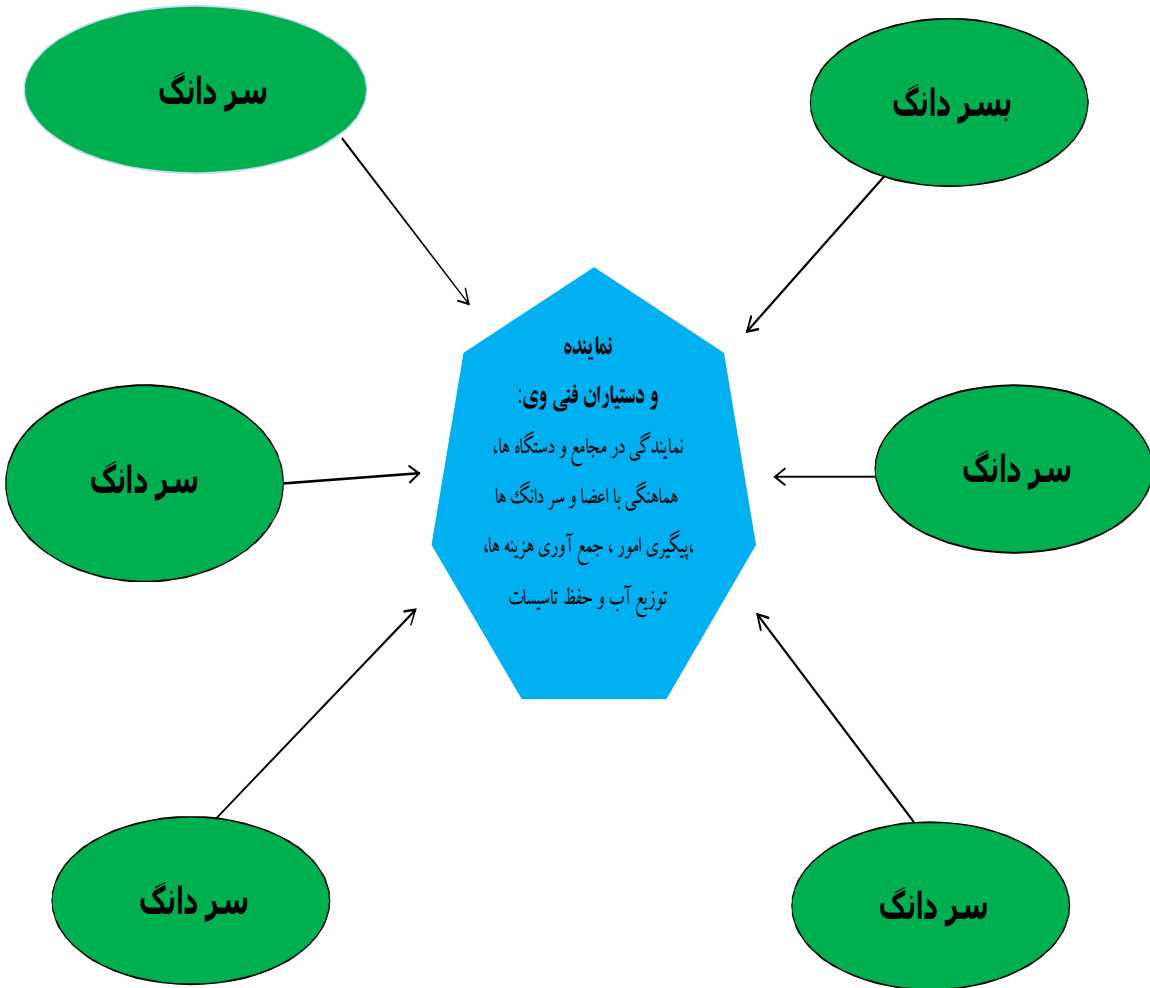 سر دانگ
بسر دانگ
نماینده
و دستیاران فنی وی:
نمایندگی در مجامع و دستگاه ها،
هماهنگی با اعضا و سر دانگ ها
،پیگیری امور ، جمع آوری هزینه ها،
توزیع آب و حفظ تاسیسات
سر دانگ
سر دانگ
سر دانگ
سر دانگ